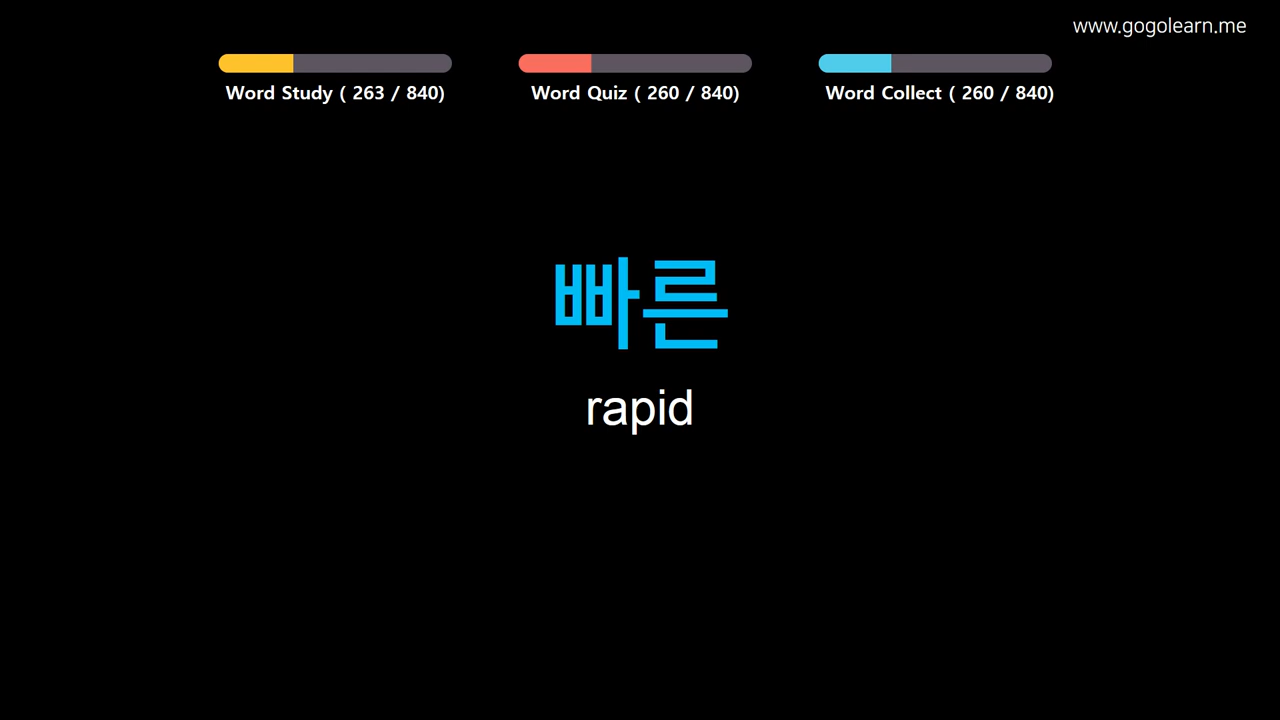 www.gogolearn.me
Word Study ( 263 / 840)
Word Quiz ( 260 / 840)
Word Collect ( 260 / 840)
빠른
rapid